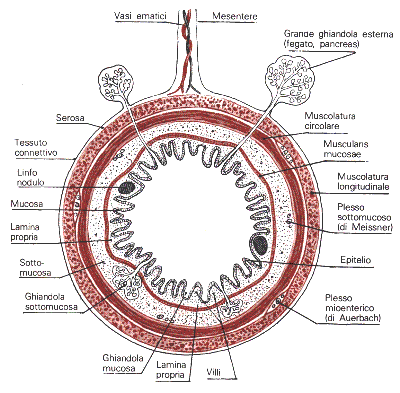 Vasi ematici
Mesentere
Grande ghiandola esterna
(fegato, pancreas)
Serosa
Muscolatura
circolare
Tessuto
connettivo
Muscularis
mucosae
Linfo
nodulo
Muscolatura
longitudinale
Mucosa
Plesso
sottomucoso
(di Meissner)
Lamina
propria
Epitelio
Sotto-
mucosa
Ghiandola
sottomucosa
Plesso
mioenterico
(di Auerbach)
Ghiandola
mucosa
Lamina
propria
Villi